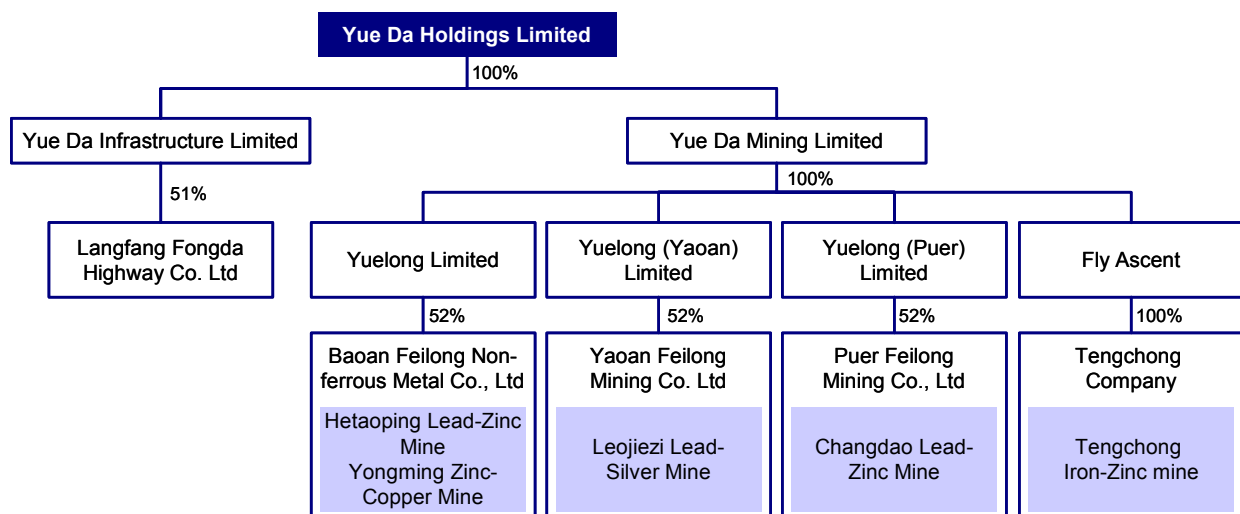 Yue Da Holdings Limited
100%
Yue Da Infrastructure Limited
Yue Da Mining Limited
51%
100%
Langfang Fongda
Highway Co. Ltd
Yuelong Limited
Yuelong (Yaoan)
Limited
Yuelong (Puer)
Limited
Fly Ascent
52%
52%
52%
100%
Baoan Feilong Non-
ferrous Metal Co., Ltd
Yaoan Feilong
Mining Co. Ltd
Puer Feilong
Mining Co., Ltd
Tengchong
Company
Hetaoping Lead-Zinc
Mine
Yongming Zinc-
Copper Mine
Leojiezi Lead-
Silver Mine
Changdao Lead-
Zinc Mine
Tengchong
Iron-Zinc mine